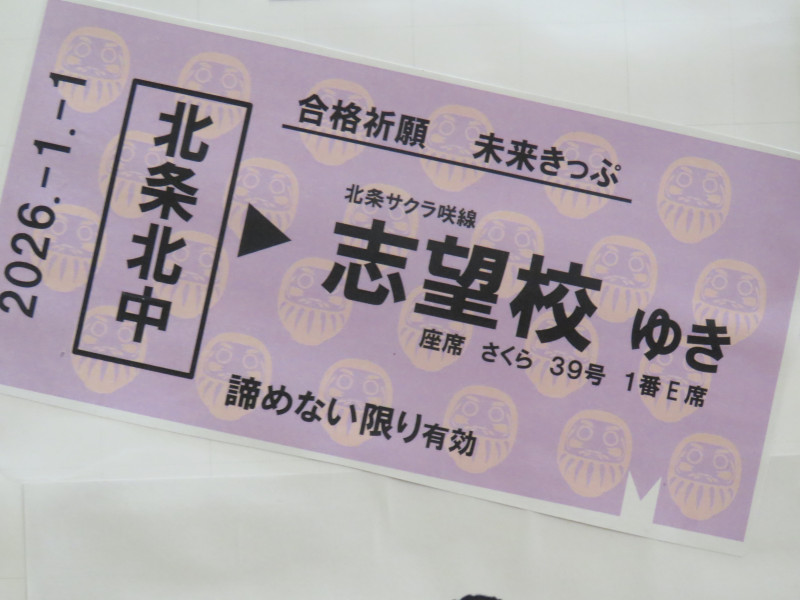 2026.-1.-1
北条北中
▶
合格祈願 未来きっぷ
北条サクラ咲線
志望校 ゆき
座席 さくら 39号 1番E席
諦めない限り有効